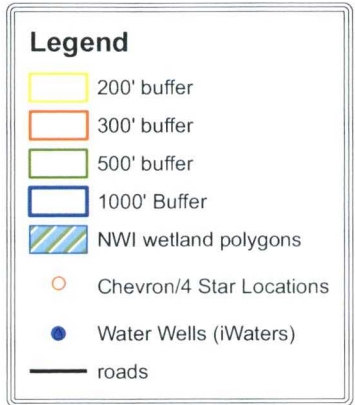 Legend
200' buffer
300' buffer
500' buffer
1000' Buffer
NWI wetland polygons
Chevron/4 Star Locations
Water Wells (iWaters)
roads